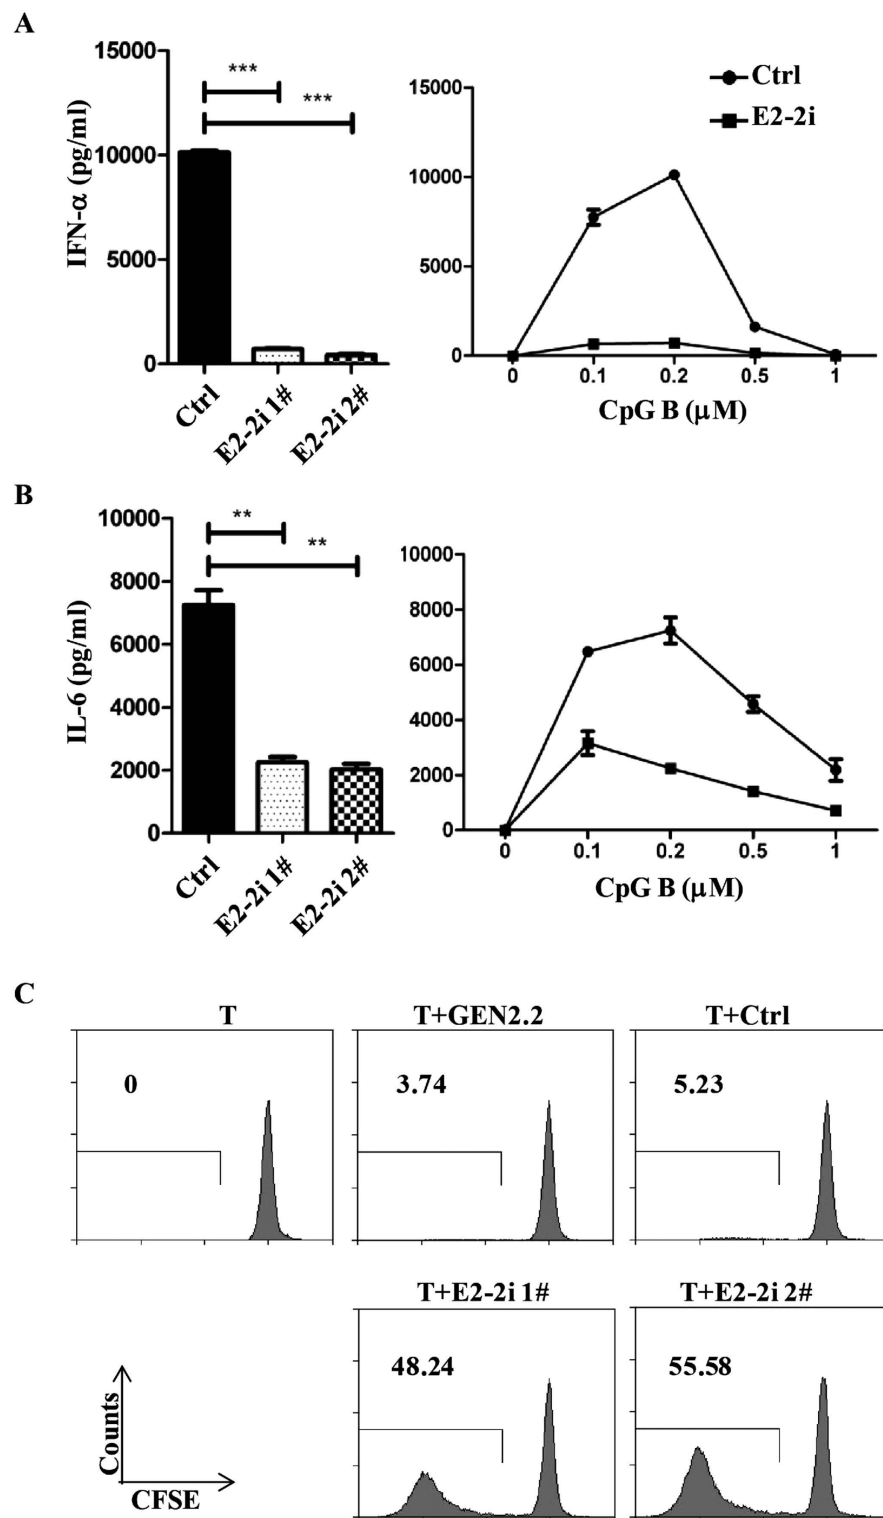 A
IFN-α (pg/ml)
15000
10000
5000
0
***
***
Ctrl
E2-2i 1#
E2-2i 2#
15000
10000
5000
0
Ctrl
E2-2i
0 0.1 0.2 0.5 1
CpG B (μM)
B
IL-6 (pg/ml)
10000
8000
6000
4000
2000
0
**
**
Ctrl
E2-2i 1#
E2-2i 2#
10000
8000
6000
4000
2000
0
0 0.1 0.2 0.5 1
CpG B (μM)
C
T
0
T+GEN2.2
3.74
T+Ctrl
5.23
T+E2-2i 1#
48.24
T+E2-2i 2#
55.58
Counts
CFSE